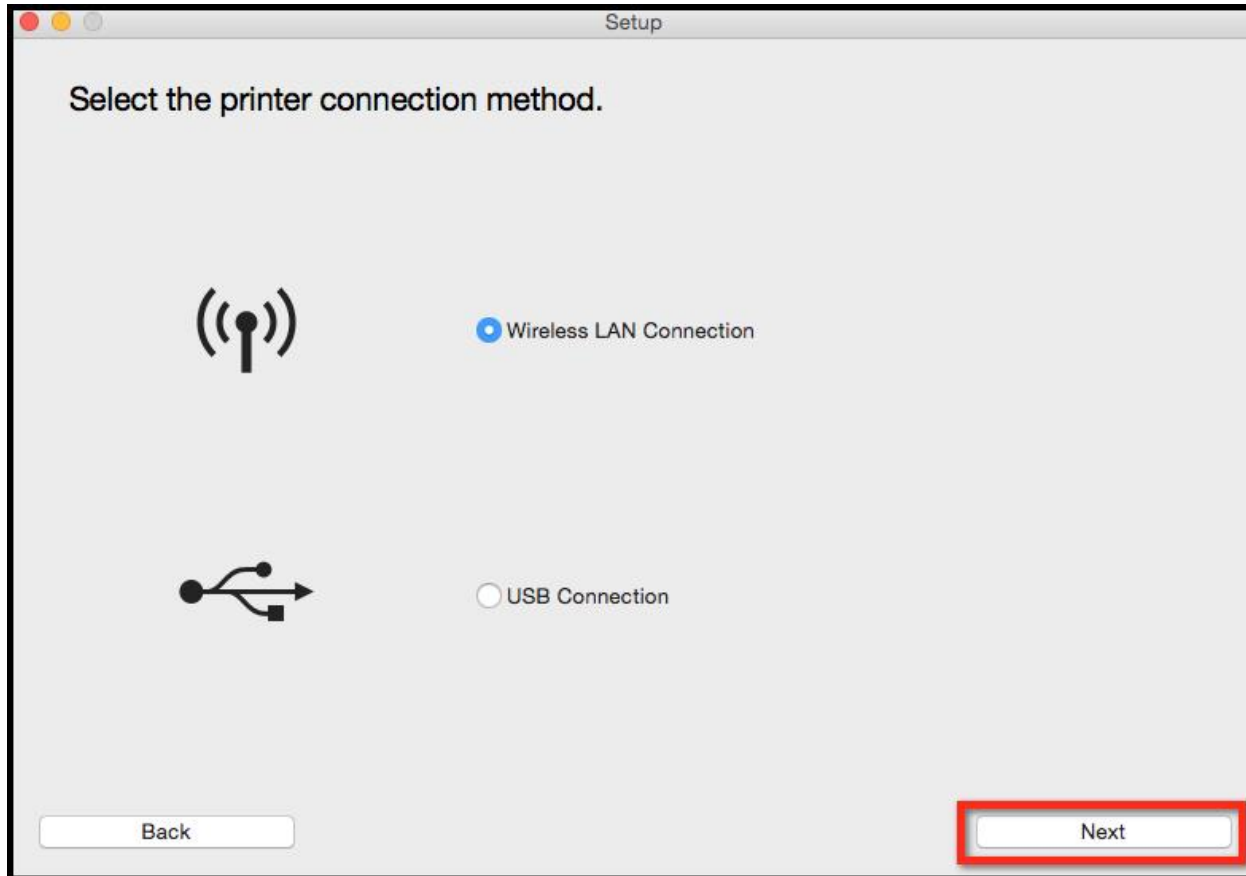 Setup
Select the printer connection method.
Wireless LAN Connection
USB Connection
Back
Next